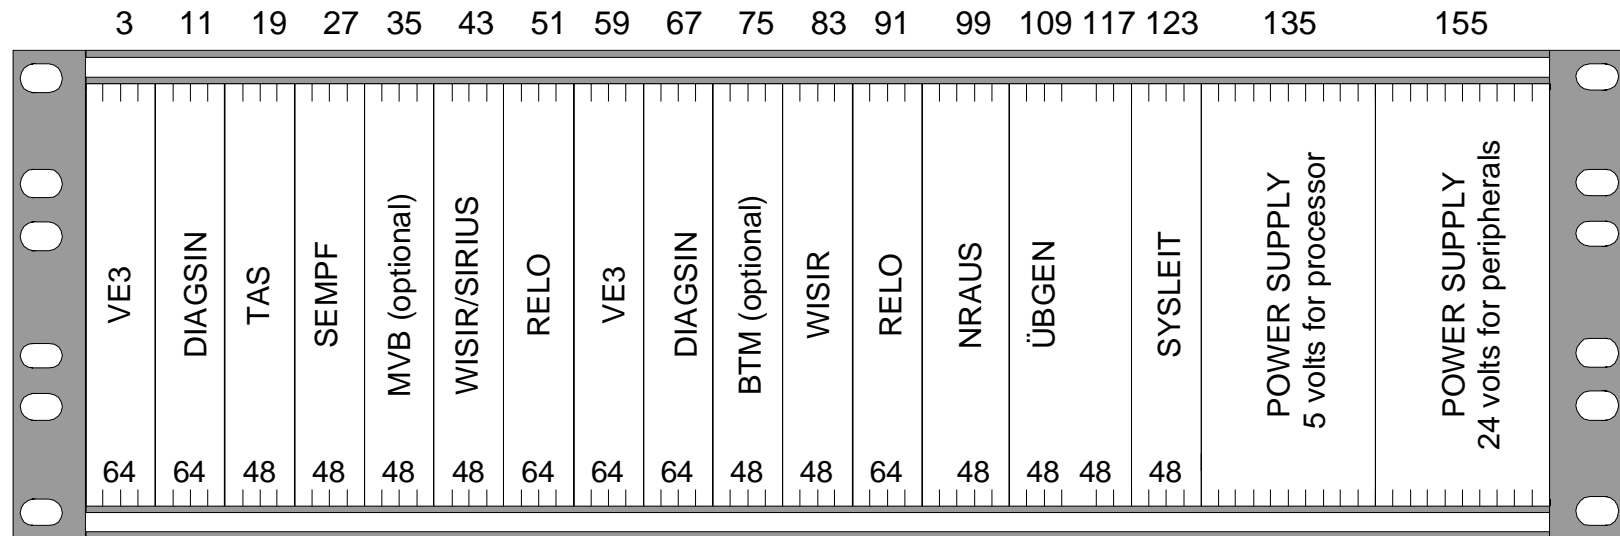 3 11 19 27 35 43 51 59 67 75 83 91 99 109 117 123 135 155
VE3
DIAGSIN
TAS
SEMPF
MVB (optional)
WISIR/SIRIUS
RELO
VE3
DIAGSIN
BTM (optional)
WISIR
RELO
NRAUS
ÜBGEN
SYSLEIT
POWER SUPPLY
5 volts for processor
POWER SUPPLY
24 volts for peripherals
64 64 48 48 48 48 64 64 64 48 48 64 48 48 48 48